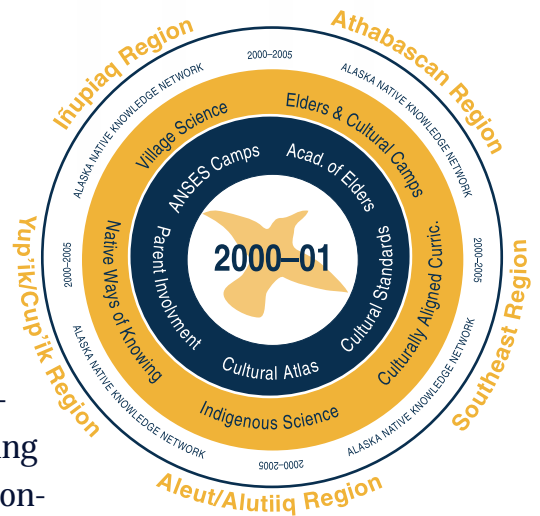 Iñupiaq Region
Athabascan Region
Southeast Region
Aleut/Alutiiq Region
Yup’ik/Cup’ik Region
2000–2005
ALASKA NATIVE KNOWLEDGE NETWORK
2000–2005
ALASKA NATIVE KNOWLEDGE NETWORK
2000–2005
ALASKA NATIVE KNOWLEDGE NETWORK
2000–2005
ALASKA NATIVE KNOWLEDGE NETWORK
Village Science
Elders & Cultural Camps
Culturally Aligned Curric.
Indigenous Science
Native Ways of Knowing
ANSES Camps
Acad. of Elders
Cultural Standards
Cultural Atlas
Parent Involvment
2000–01
-
ng
on-